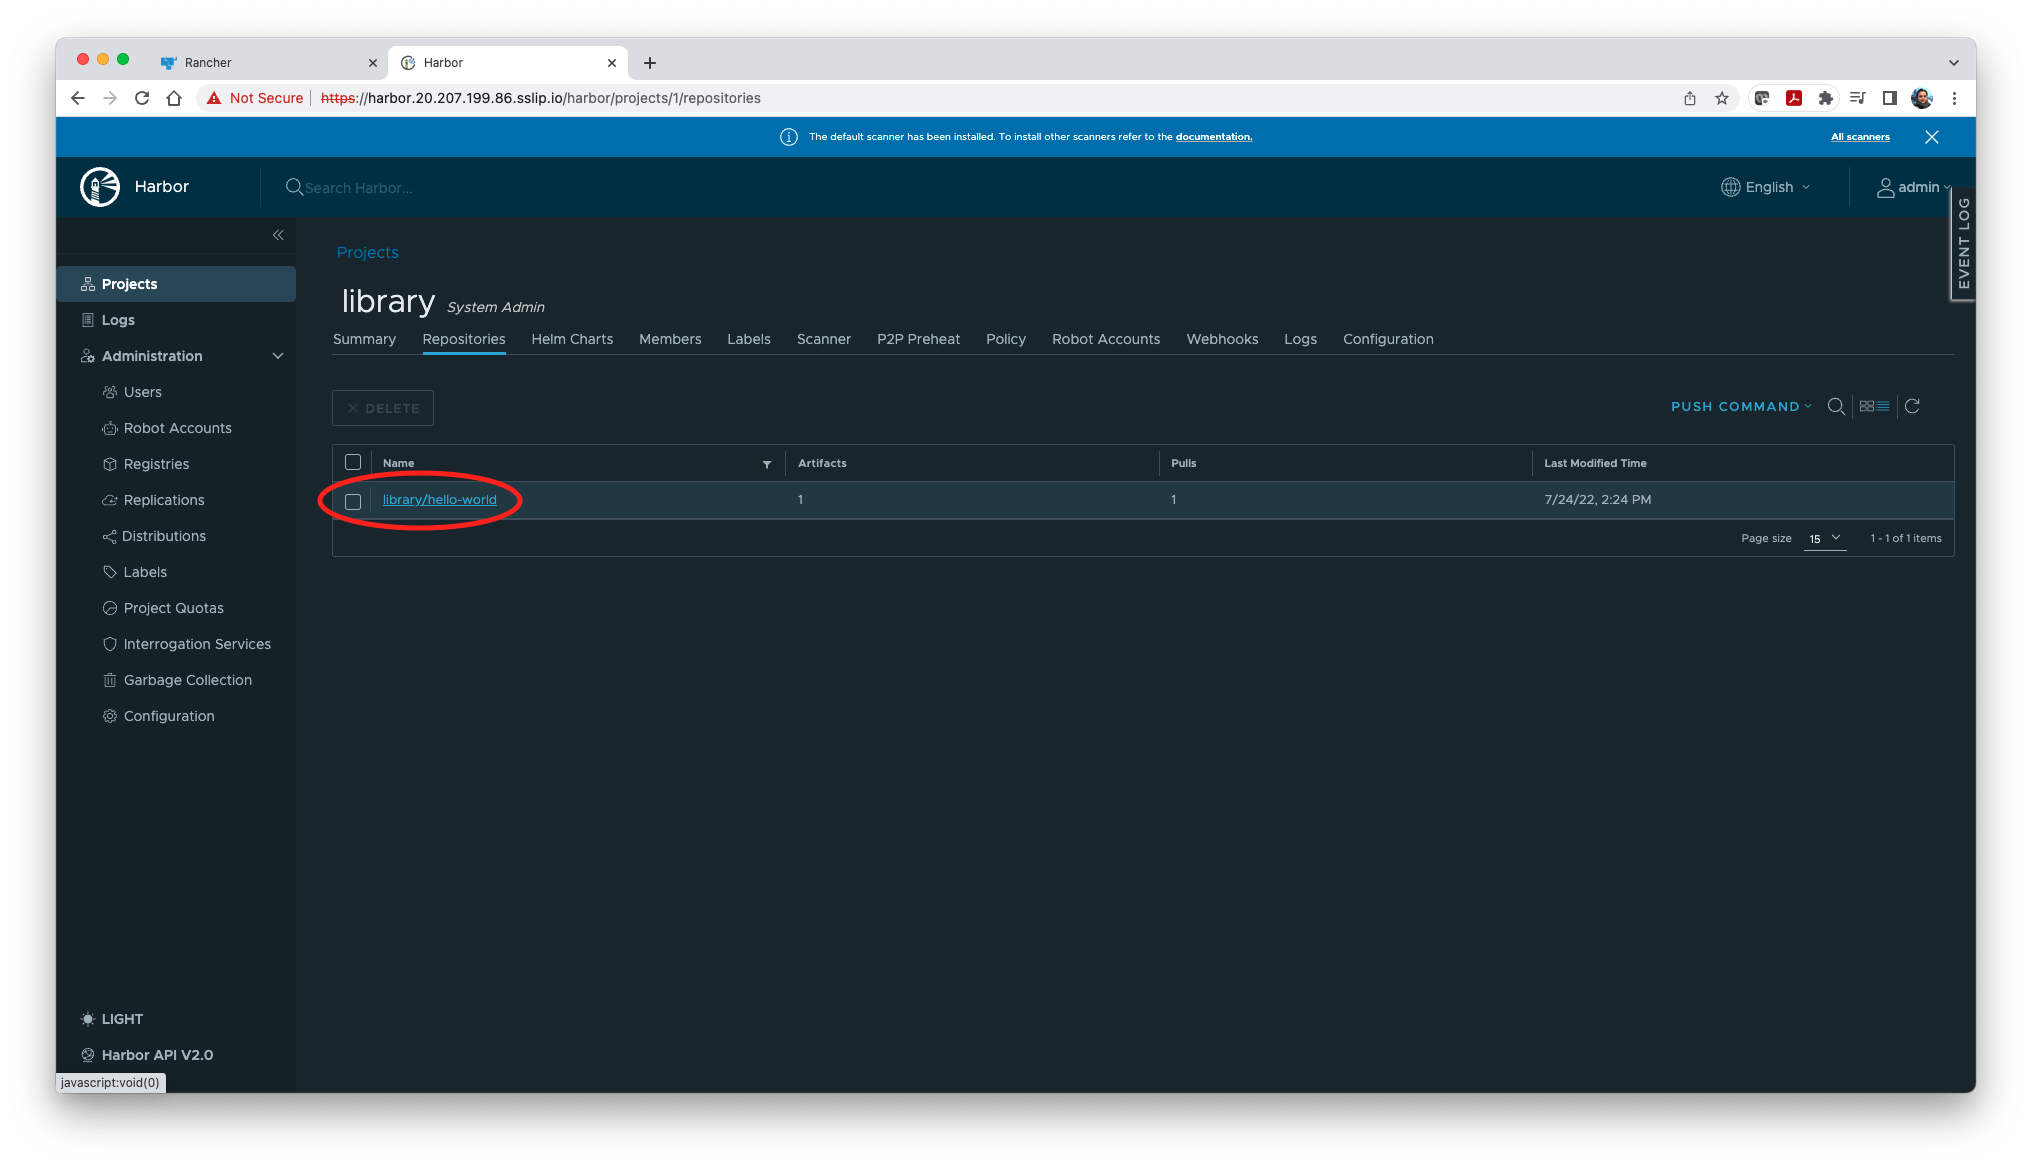 Rancher
Harbor
Not Secure
https://harbor.20.207.199.86.sslip.io/harbor/projects/1/repositories
The default scanner has been installed. To install other scanners refer to the documentation.
All scanners
Harbor
Search Harbor...
English
admin
EVENT LOG
Projects
Logs
Administration
Users
Robot Accounts
Registries
Replications
Distributions
Labels
Project Quotas
Interrogation Services
Garbage Collection
Configuration
LIGHT
Harbor API V2.0
javascript:void(0)
Projects
library System Admin
Summary Repositories Helm Charts Members Labels Scanner P2P Preheat Policy Robot Accounts Webhooks Logs Configuration
DELETE
PUSH COMMAND
Name Artifacts Pulls Last Modified Time
library/hello-world 1 1 7/24/22, 2:24 PM
Page size 15 1 - 1 of 1 items